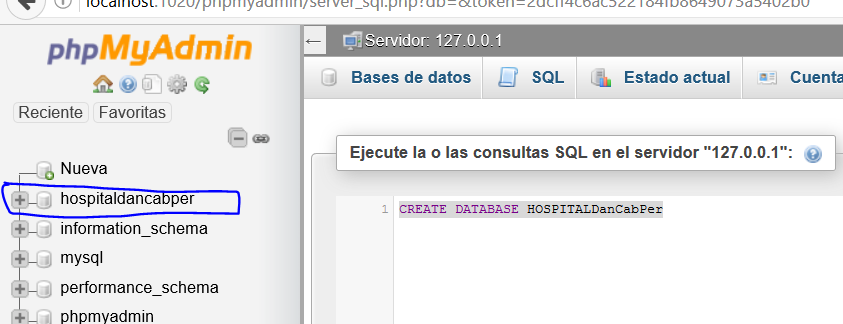 localhost:1020/phpmyadmin/server_sql.php?db=&token=2dcff4c6ac522184fb8649073a5402b0
phpMyAdmin
Reciente Favoritas
Nueva
hospitaldancabper
information_schema
mysql
performance_schema
phpmyadmin
← Servidor: 127.0.0.1
Bases de datos SQL Estado actual Cuenta
Ejecute la o las consultas SQL en el servidor "127.0.0.1":
1 CREATE DATABASE HOSPITALDanCabPer